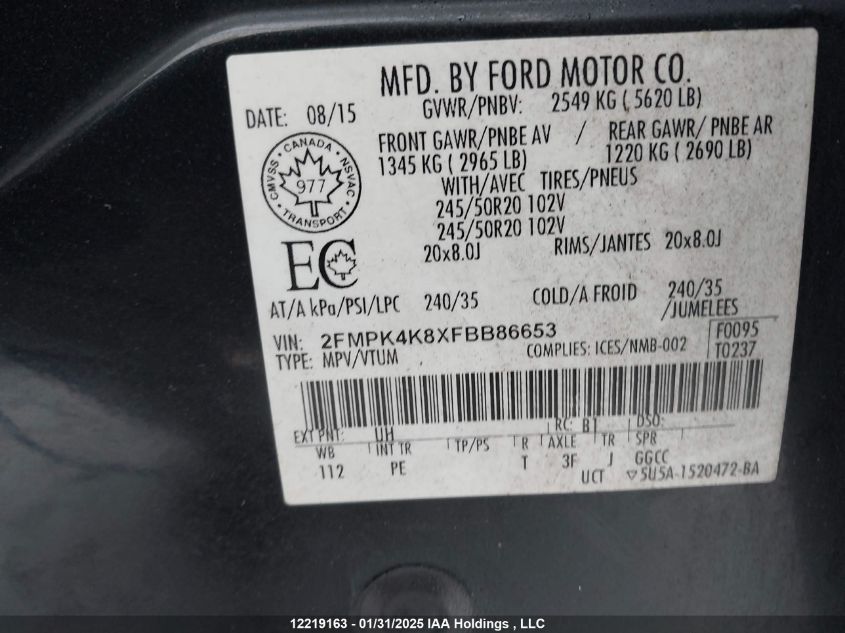 MFD. BY FORD MOTOR CO.
DATE: 08/15 GVWR/PNBV: 2549 KG ( 5620 LB)
FRONT GAWR/PNBE AV / REAR GAWR/ PNBE AR
1345 KG ( 2965 LB) 1220 KG ( 2690 LB)
WITH/AVEC TIRES/PNEUS
245/50R20 102V
245/50R20 102V
20x8.0J RIMS/JANTES 20x8.0J
CMVSS • CANADA • NSVAC • TRANSPORT •
977
EC
AT/A kPa/PSI/LPC 240/35 COLD/A FROID 240/35
/JUMELEES
VIN: 2FMPK4K8XFBB86653 F0095
TYPE: MPV/VTUM COMPLIES: ICES/NMB-002 T0237
EXT PNT: UH RC: B1 DSO:
WB INT TR TP/PS R AXLE TR SPR
112 PE T 3F J GGCC
UCT ▽5U5A-1520472-BA
12219163 - 01/31/2025 IAA Holdings , LLC